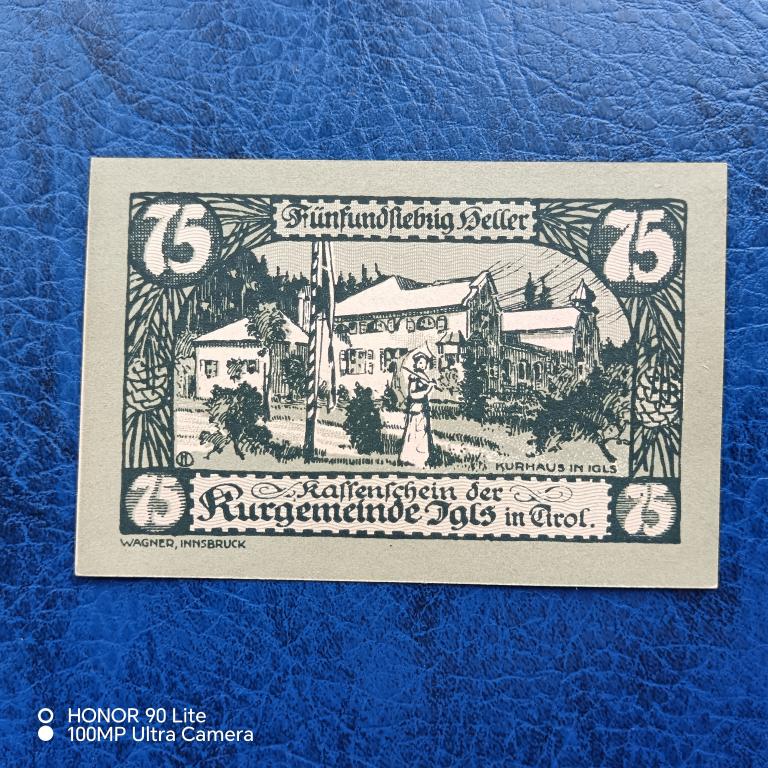 75 Fünfundsiebzig Heller 75
KURHAUS IN IGLS
75 Kassenschein der 75
Kurgemeinde Igls in Tirol.
WAGNER, INNSBRUCK
HONOR 90 Lite
100MP Ultra Camera